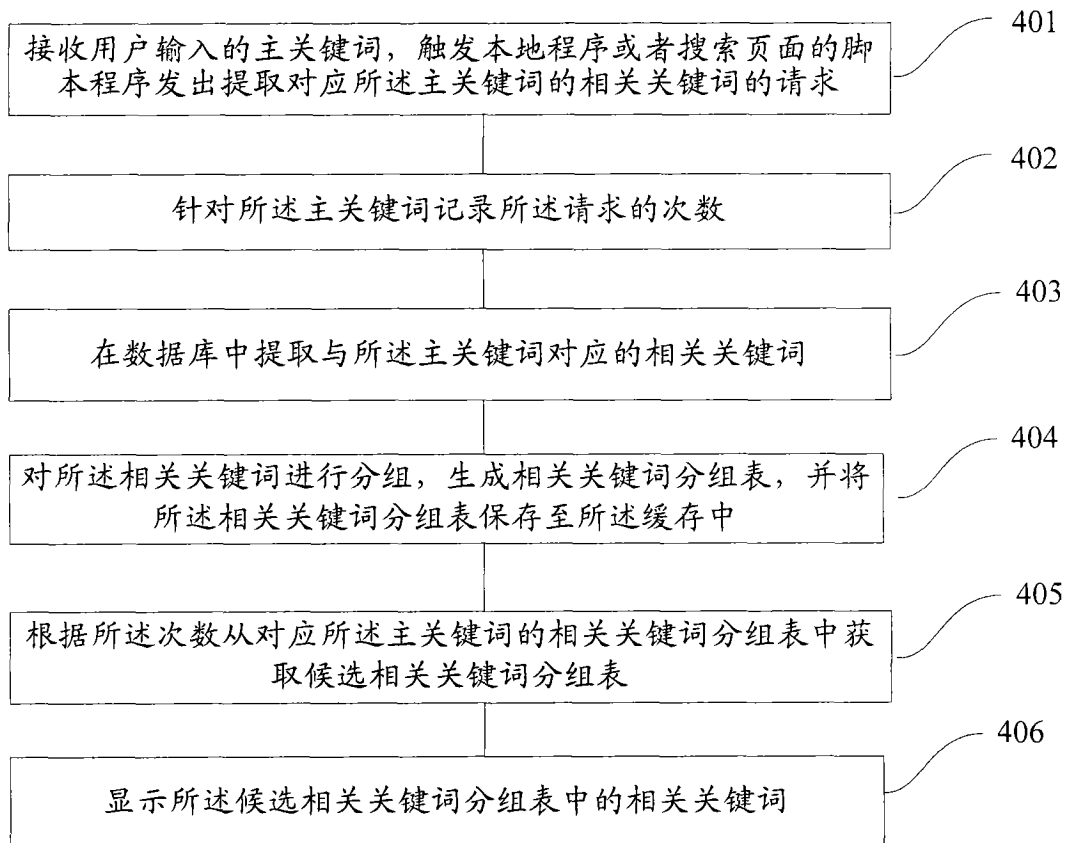 接收用户输入的主关键词，触发本地程序或者搜索页面的脚
本程序发出提取对应所述主关键词的相关关键词的请求
401
针对所述主关键词记录所述请求的次数
402
在数据库中提取与所述主关键词对应的相关关键词
403
对所述相关关键词进行分组，生成相关关键词分组表，并将
所述相关关键词分组表保存至所述缓存中
404
根据所述次数从对应所述主关键词的相关关键词分组表中获
取候选相关关键词分组表
405
显示所述候选相关关键词分组表中的相关关键词
406